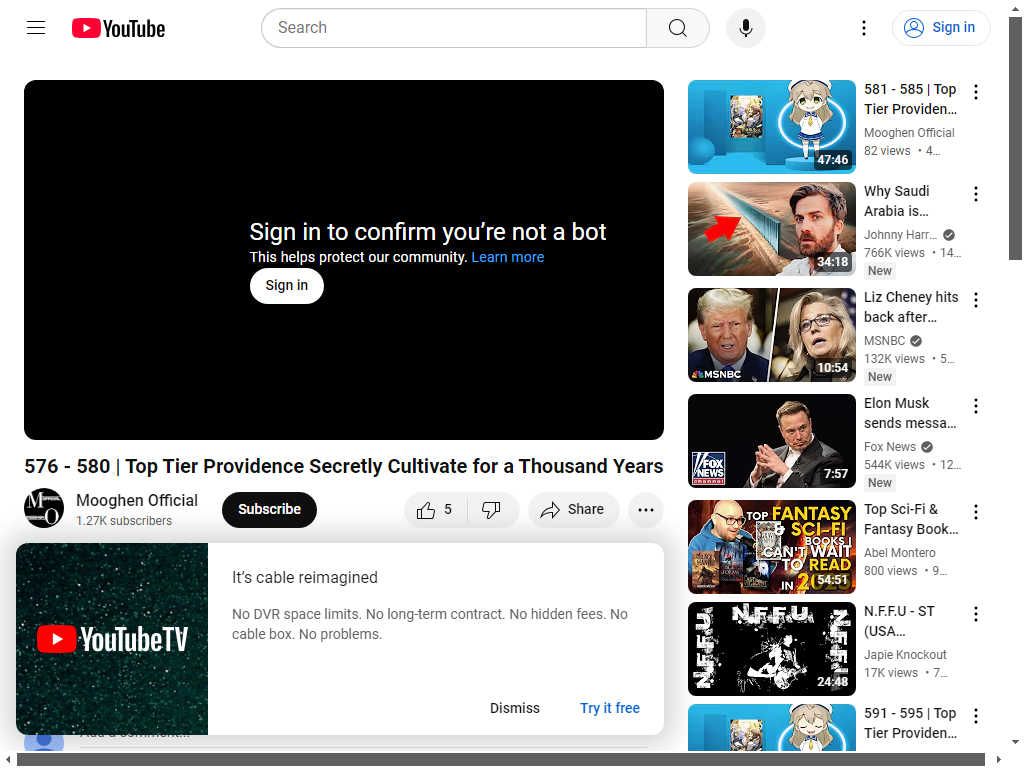 YouTube
Search
Sign in
Sign in to confirm you’re not a bot
This helps protect our community. Learn more
Sign in
576 - 580 | Top Tier Providence Secretly Cultivate for a Thousand Years
Mooghen Official
1.27K subscribers
Subscribe
5
Share
It’s cable reimagined
No DVR space limits. No long-term contract. No hidden fees. No
cable box. No problems.
YouTubeTV
Dismiss
Try it free
Add a comment...
581 - 585 | Top
Tier Providen…
Mooghen Official
82 views • 4…
47:46
Why Saudi
Arabia is…
Johnny Harr…
766K views • 14…
New
34:18
Liz Cheney hits
back after…
MSNBC
132K views • 5…
New
MSNBC
10:54
Elon Musk
sends messa…
Fox News
544K views • 12…
New
FOX
NEWS
channel
7:57
Top Sci-Fi &
Fantasy Book…
Abel Montero
800 views • 9…
TOP FANTASY
& SCI-FI
BOOKS I
CAN'T WAIT
TO READ
IN 2025
54:51
N.F.F.U - ST
(USA…
Japie Knockout
17K views • 7…
N.F.F.U.
24:48
591 - 595 | Top
Tier Providen…